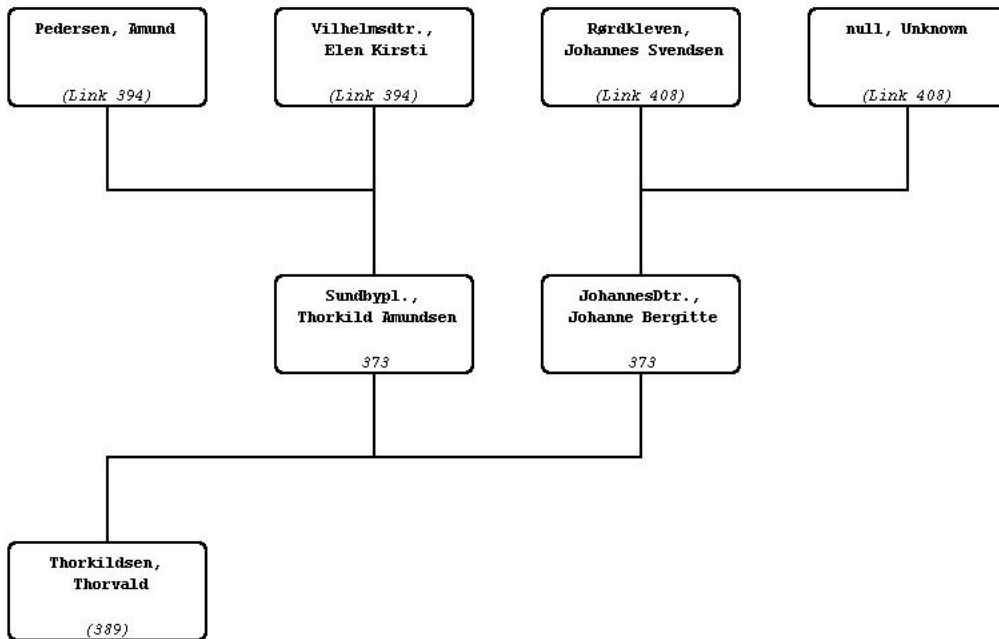 Pedersen, Amund
(Link 394)
Vilhelmsdtr.,
Elen Kirsti
(Link 394)
Rørdkleven,
Johannes Svendsen
(Link 408)
null, Unknown
(Link 408)
Sundbypl.,
Thorkild Amundsen
373
JohannesDtr.,
Johanne Bergitte
373
Thorkildsen,
Thorvald
(389)